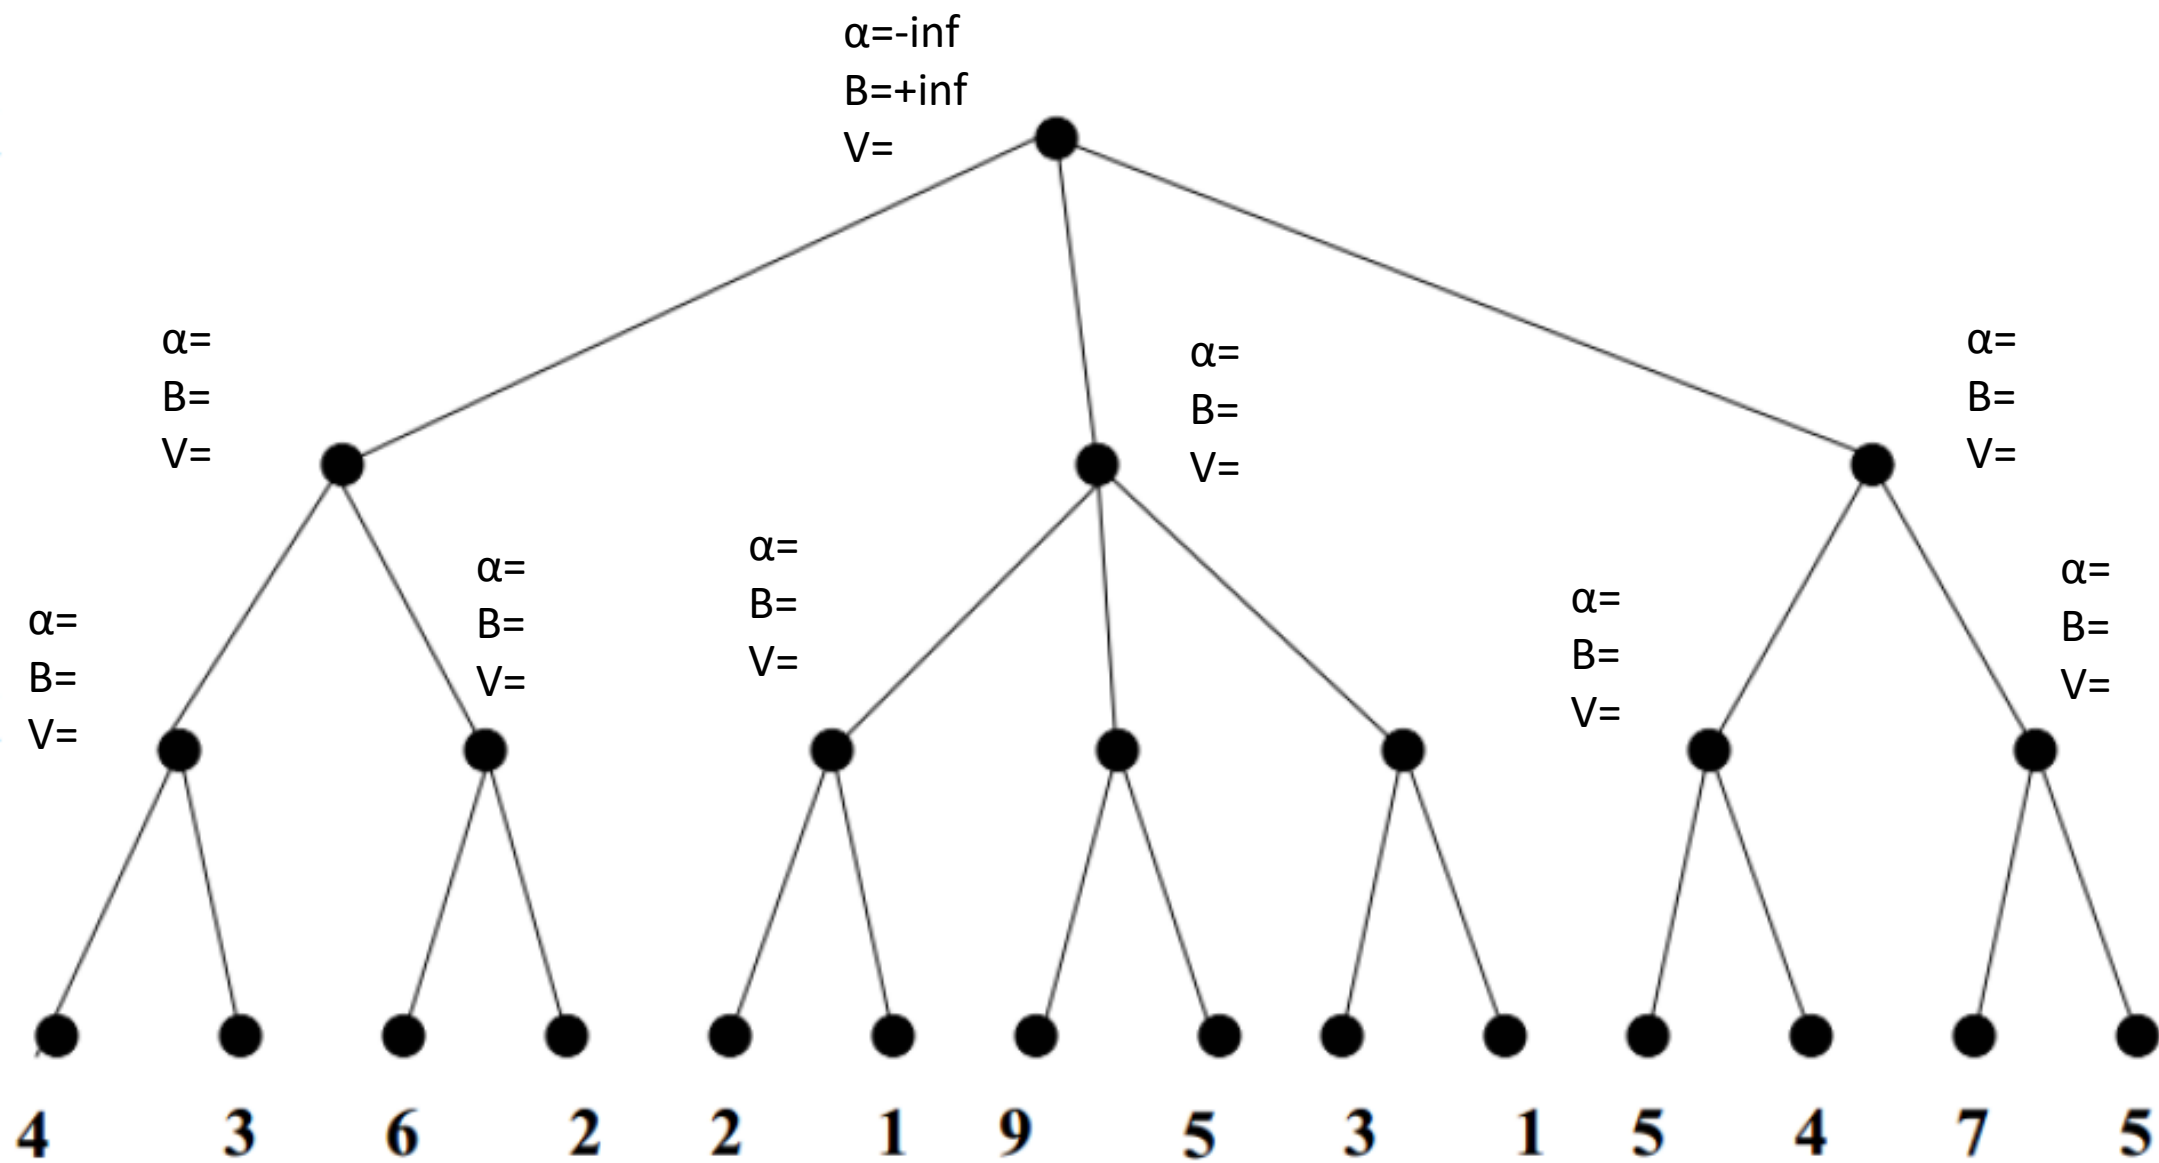 α=-inf
B=+inf
V=
α=
B=
V=
α=
B=
V=
α=
B=
V=
α=
B=
V=
α=
B=
V=
α=
B=
V=
α=
B=
V=
α=
B=
V=
4 3 6 2 2 1 9 5 3 1 5 4 7 5